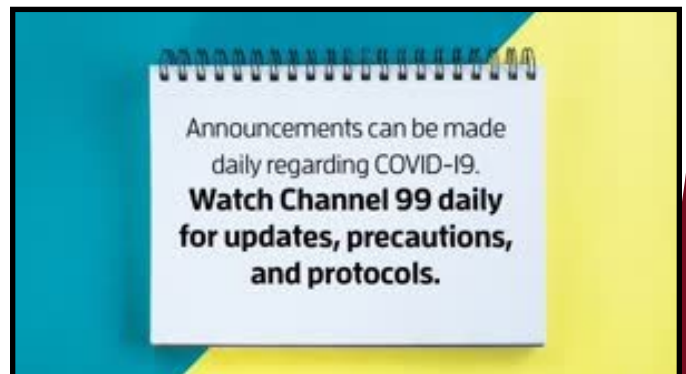 Announcements can be made
daily regarding COVID-19.
Watch Channel 99 daily
for updates, precautions,
and protocols.